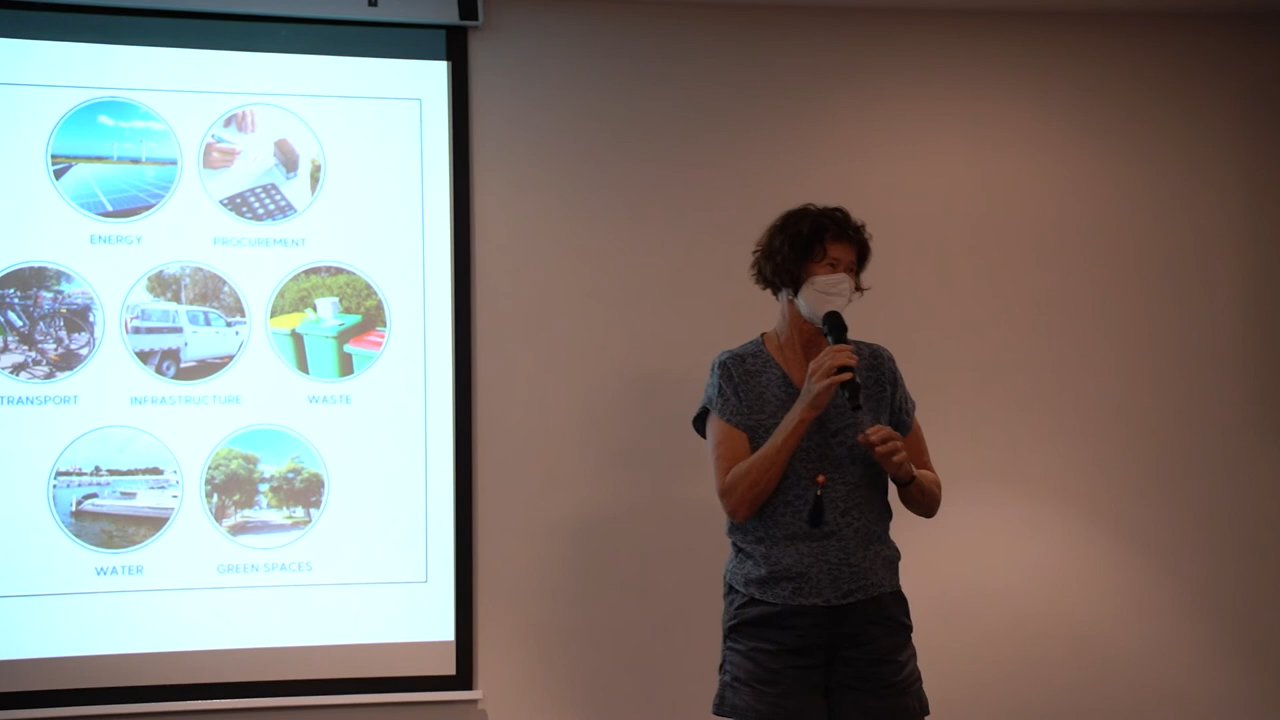 ENERGY
PROCUREMENT
TRANSPORT
INFRASTRUCTURE
WASTE
WATER
GREEN SPACES